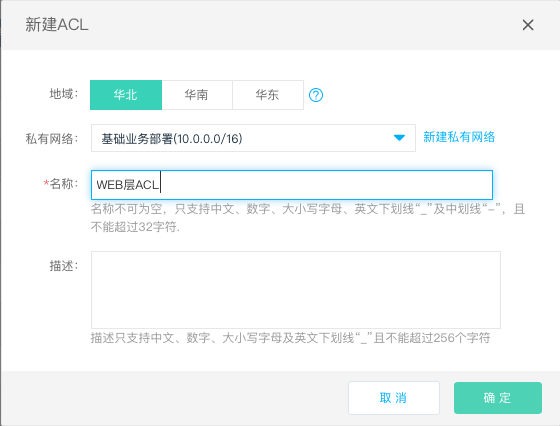 新建ACL
地域： 华北 华南 华东
私有网络： 基础业务部署(10.0.0.0/16) 新建私有网络
*名称： WEB层ACL
名称不可为空，只支持中文、数字、大小写字母、英文下划线“_”及中划线“-”，且
不能超过32字符.
描述：
描述只支持中文、数字、大小写字母及英文下划线“_”且不能超过256个字符
取 消 确 定